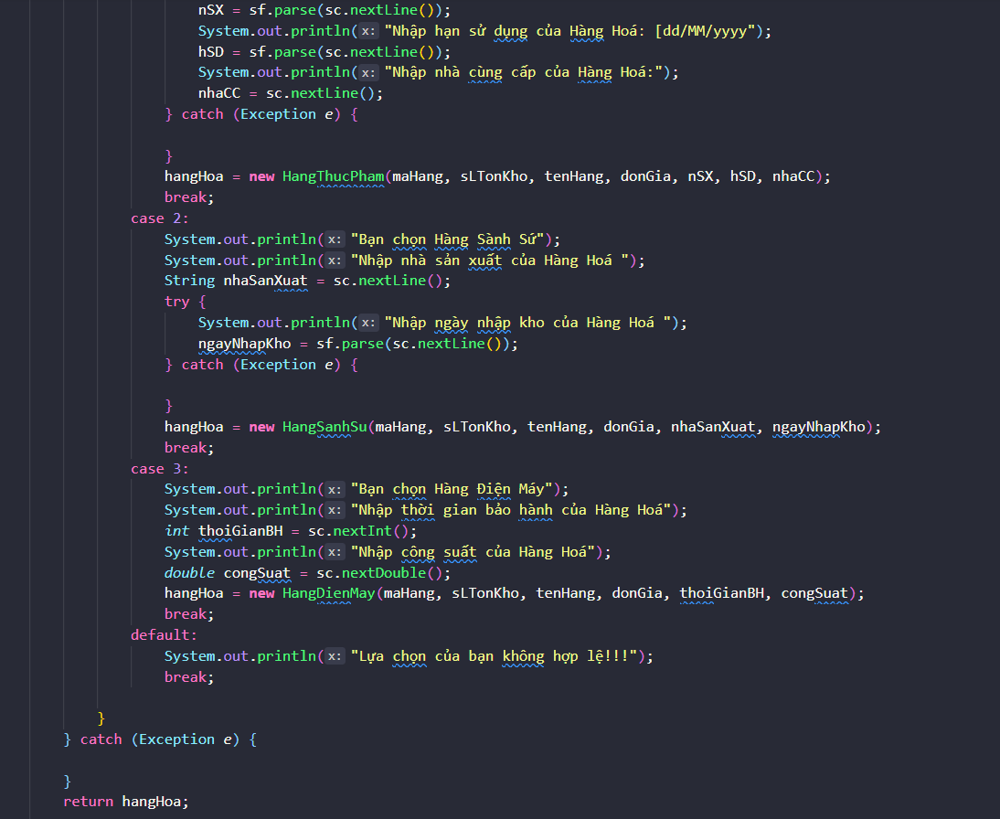 nSX = sf.parse(sc.nextLine());
System.out.println(x: "Nhập hạn sử dụng của Hàng Hoá: [dd/MM/yyyy");
hSD = sf.parse(sc.nextLine());
System.out.println(x: "Nhập nhà cùng cấp của Hàng Hoá:");
nhaCC = sc.nextLine();
} catch (Exception e) {
}
hangHoa = new HangThucPham(maHang, sLTonKho, tenHang, donGia, nSX, hSD, nhaCC);
break;
case 2:
System.out.println(x: "Bạn chọn Hàng Sành Sứ");
System.out.println(x: "Nhập nhà sản xuất của Hàng Hoá ");
String nhaSanXuat = sc.nextLine();
try {
System.out.println(x: "Nhập ngày nhập kho của Hàng Hoá ");
ngayNhapKho = sf.parse(sc.nextLine());
} catch (Exception e) {
}
hangHoa = new HangSanhSu(maHang, sLTonKho, tenHang, donGia, nhaSanXuat, ngayNhapKho);
break;
case 3:
System.out.println(x: "Bạn chọn Hàng Điện Máy");
System.out.println(x: "Nhập thời gian bảo hành của Hàng Hoá");
int thoiGianBH = sc.nextInt();
System.out.println(x: "Nhập công suất của Hàng Hoá");
double congSuat = sc.nextDouble();
hangHoa = new HangDienMay(maHang, sLTonKho, tenHang, donGia, thoiGianBH, congSuat);
break;
default:
System.out.println(x: "Lựa chọn của bạn không hợp lệ!!!");
break;
}
} catch (Exception e) {
}
return hangHoa;